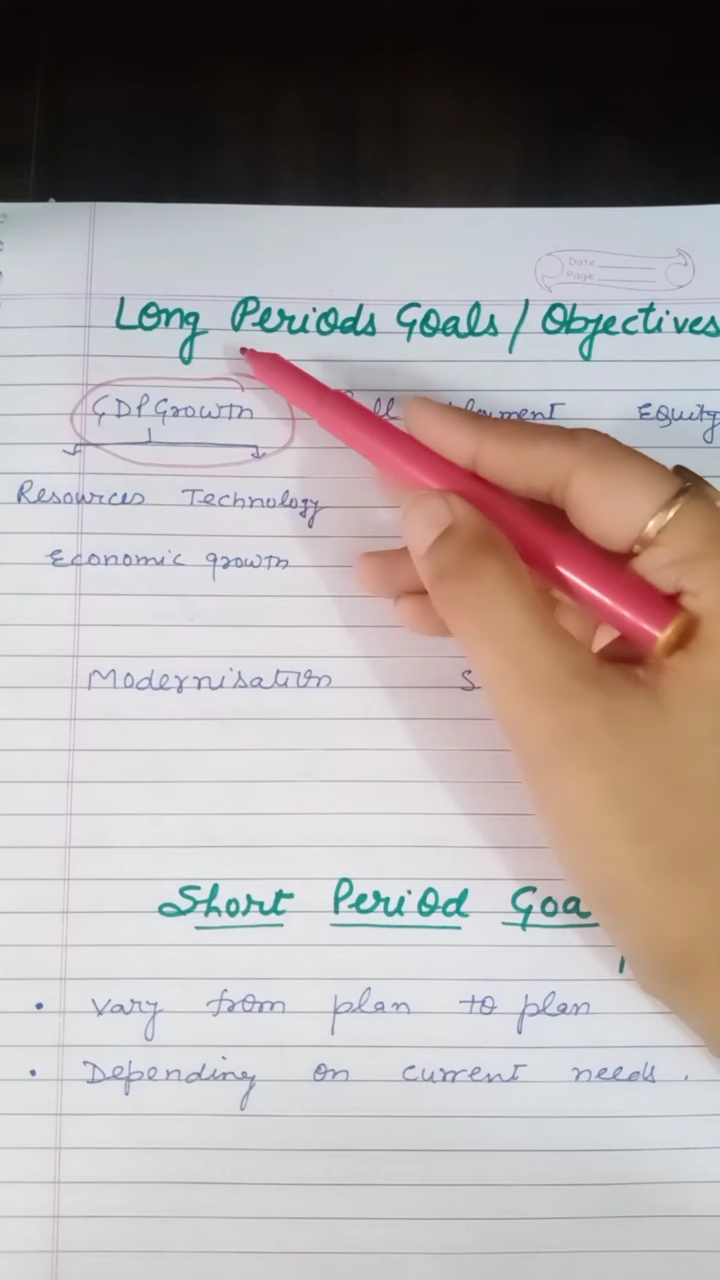 Date
Page
Long Periods Goals / Objectives
GDP Growth Equity
Resources Technology
Economic growth
Modernisation S
Short Period Goa
• vary from plan to plan
• Depending on current needs.